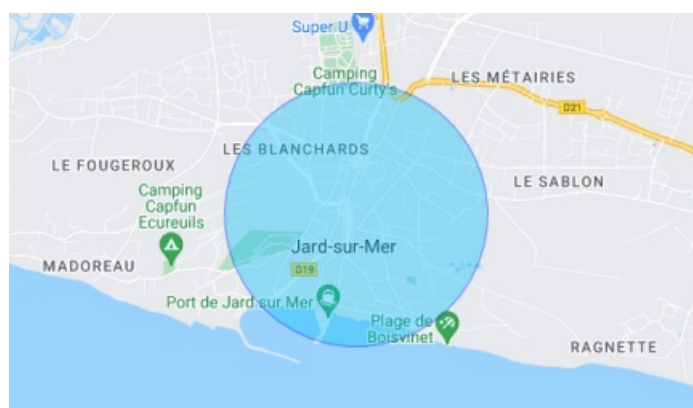 Super U
Camping
Capfun Curty's
LES MÉTAIRIES
D21
LES BLANCHARDS
LE FOUGEROUX
Camping
Capfun
Ecureuils
LE SABLON
Jard-sur-Mer
MADOREAU
D19
Port de Jard sur Mer
Plage de
Boisvinet
RAGNETTE